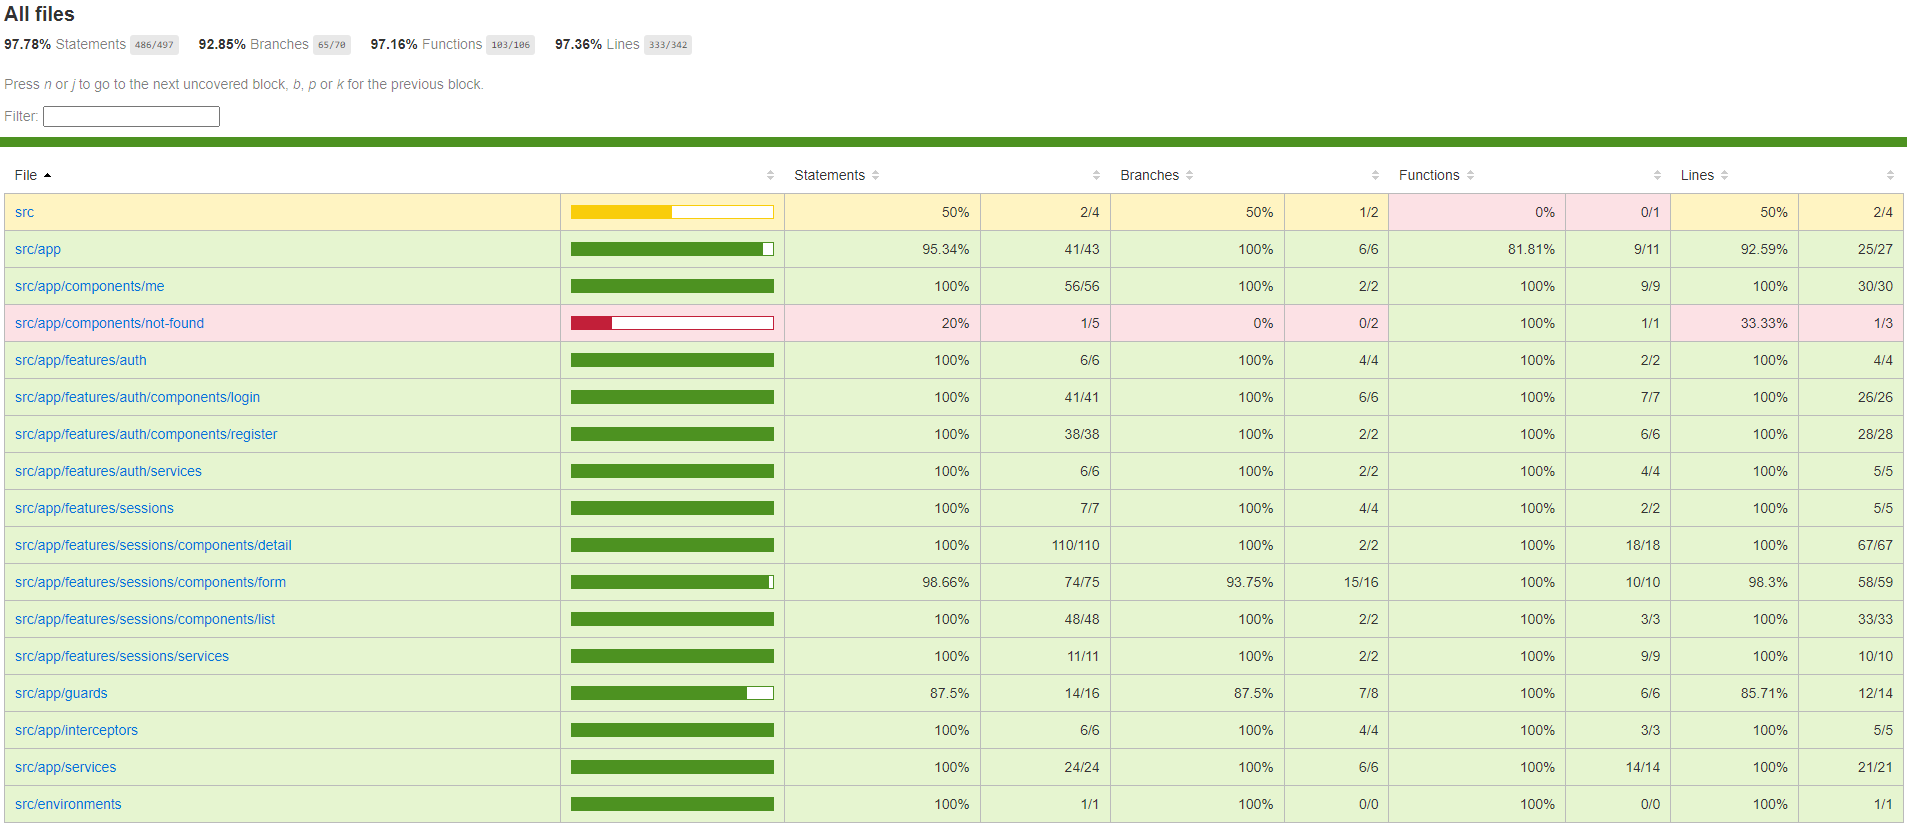 All files
97.78% Statements 486/497 92.85% Branches 65/70 97.16% Functions 103/106 97.36% Lines 333/342
Press n or j to go to the next uncovered block, b, p or k for the previous block.
Filter:
File Statements Branches Functions Lines
src 50% 2/4 50% 1/2 0% 0/1 50% 2/4
src/app 95.34% 41/43 100% 6/6 81.81% 9/11 92.59% 25/27
src/app/components/me 100% 56/56 100% 2/2 100% 9/9 100% 30/30
src/app/components/not-found 20% 1/5 0% 0/2 100% 1/1 33.33% 1/3
src/app/features/auth 100% 6/6 100% 4/4 100% 2/2 100% 4/4
src/app/features/auth/components/login 100% 41/41 100% 6/6 100% 7/7 100% 26/26
src/app/features/auth/components/register 100% 38/38 100% 2/2 100% 6/6 100% 28/28
src/app/features/auth/services 100% 6/6 100% 2/2 100% 4/4 100% 5/5
src/app/features/sessions 100% 7/7 100% 4/4 100% 2/2 100% 5/5
src/app/features/sessions/components/detail 100% 110/110 100% 2/2 100% 18/18 100% 67/67
src/app/features/sessions/components/form 98.66% 74/75 93.75% 15/16 100% 10/10 98.3% 58/59
src/app/features/sessions/components/list 100% 48/48 100% 2/2 100% 3/3 100% 33/33
src/app/features/sessions/services 100% 11/11 100% 2/2 100% 9/9 100% 10/10
src/app/guards 87.5% 14/16 87.5% 7/8 100% 6/6 85.71% 12/14
src/app/interceptors 100% 6/6 100% 4/4 100% 3/3 100% 5/5
src/app/services 100% 24/24 100% 6/6 100% 14/14 100% 21/21
src/environments 100% 1/1 100% 0/0 100% 0/0 100% 1/1